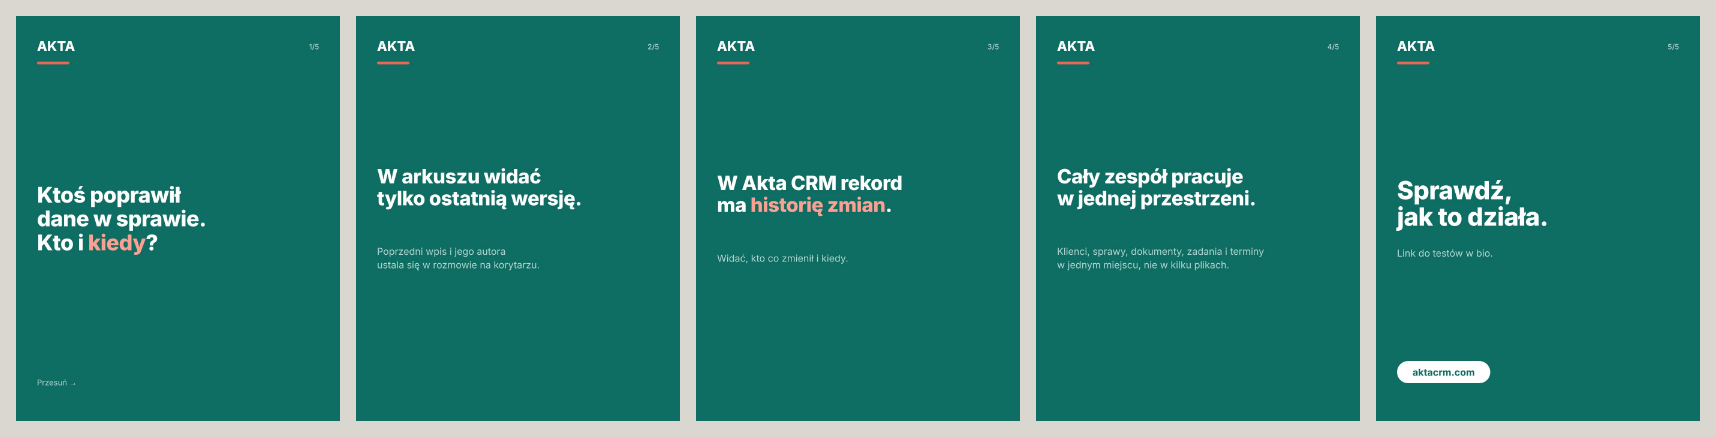 AKTA
1/5
Ktoś poprawił
dane w sprawie.
Kto i kiedy?
Przesuń →
AKTA
2/5
W arkuszu widać
tylko ostatnią wersję.
Poprzedni wpis i jego autora
ustala się w rozmowie na korytarzu.
AKTA
3/5
W Akta CRM rekord
ma historię zmian.
Widać, kto co zmienił i kiedy.
AKTA
4/5
Cały zespół pracuje
w jednej przestrzeni.
Klienci, sprawy, dokumenty, zadania i terminy
w jednym miejscu, nie w kilku plikach.
AKTA
5/5
Sprawdź,
jak to działa.
Link do testów w bio.
aktacrm.com